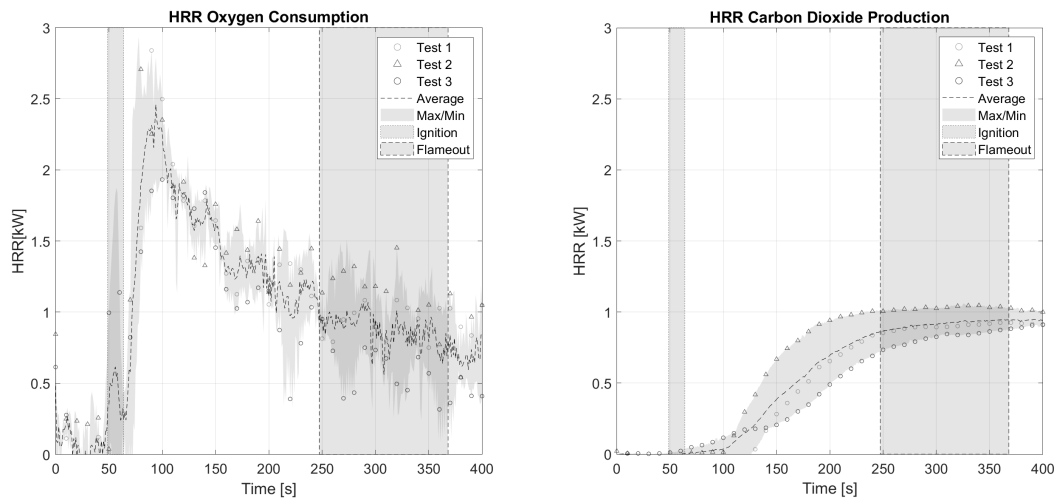 HRR Oxygen Consumption
3
2.5
2
1.5
1
0.5
0
HRR[kW]
0 50 100 150 200 250 300 350 400
Time [s]
Test 1
Test 2
Test 3
Average
Max/Min
Ignition
Flameout
HRR Carbon Dioxide Production
3
2.5
2
1.5
1
0.5
0
HRR [kW]
0 50 100 150 200 250 300 350 400
Time [s]
Test 1
Test 2
Test 3
Average
Max/Min
Ignition
Flameout